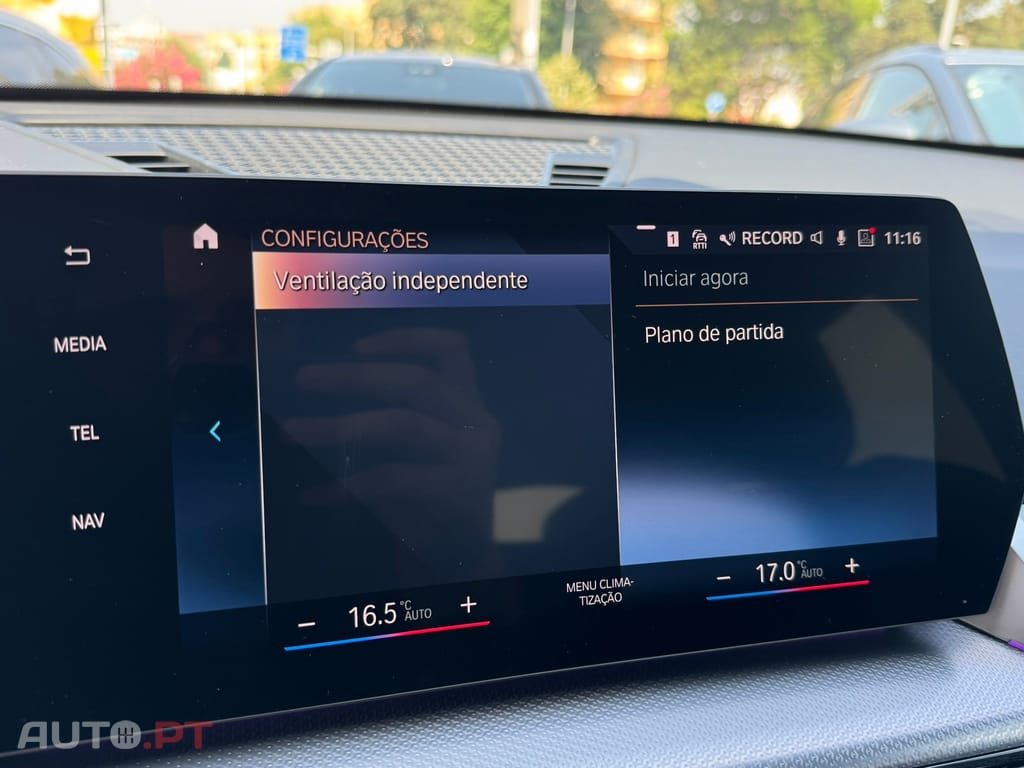 CONFIGURAÇÕES
1 RTTI RECORD 11:16
Ventilação independente
Iniciar agora
Plano de partida
MEDIA
TEL
NAV
− 16.5 °C AUTO +
MENU CLIMA-
TIZAÇÃO
− 17.0 °C AUTO +
AUTO.PT